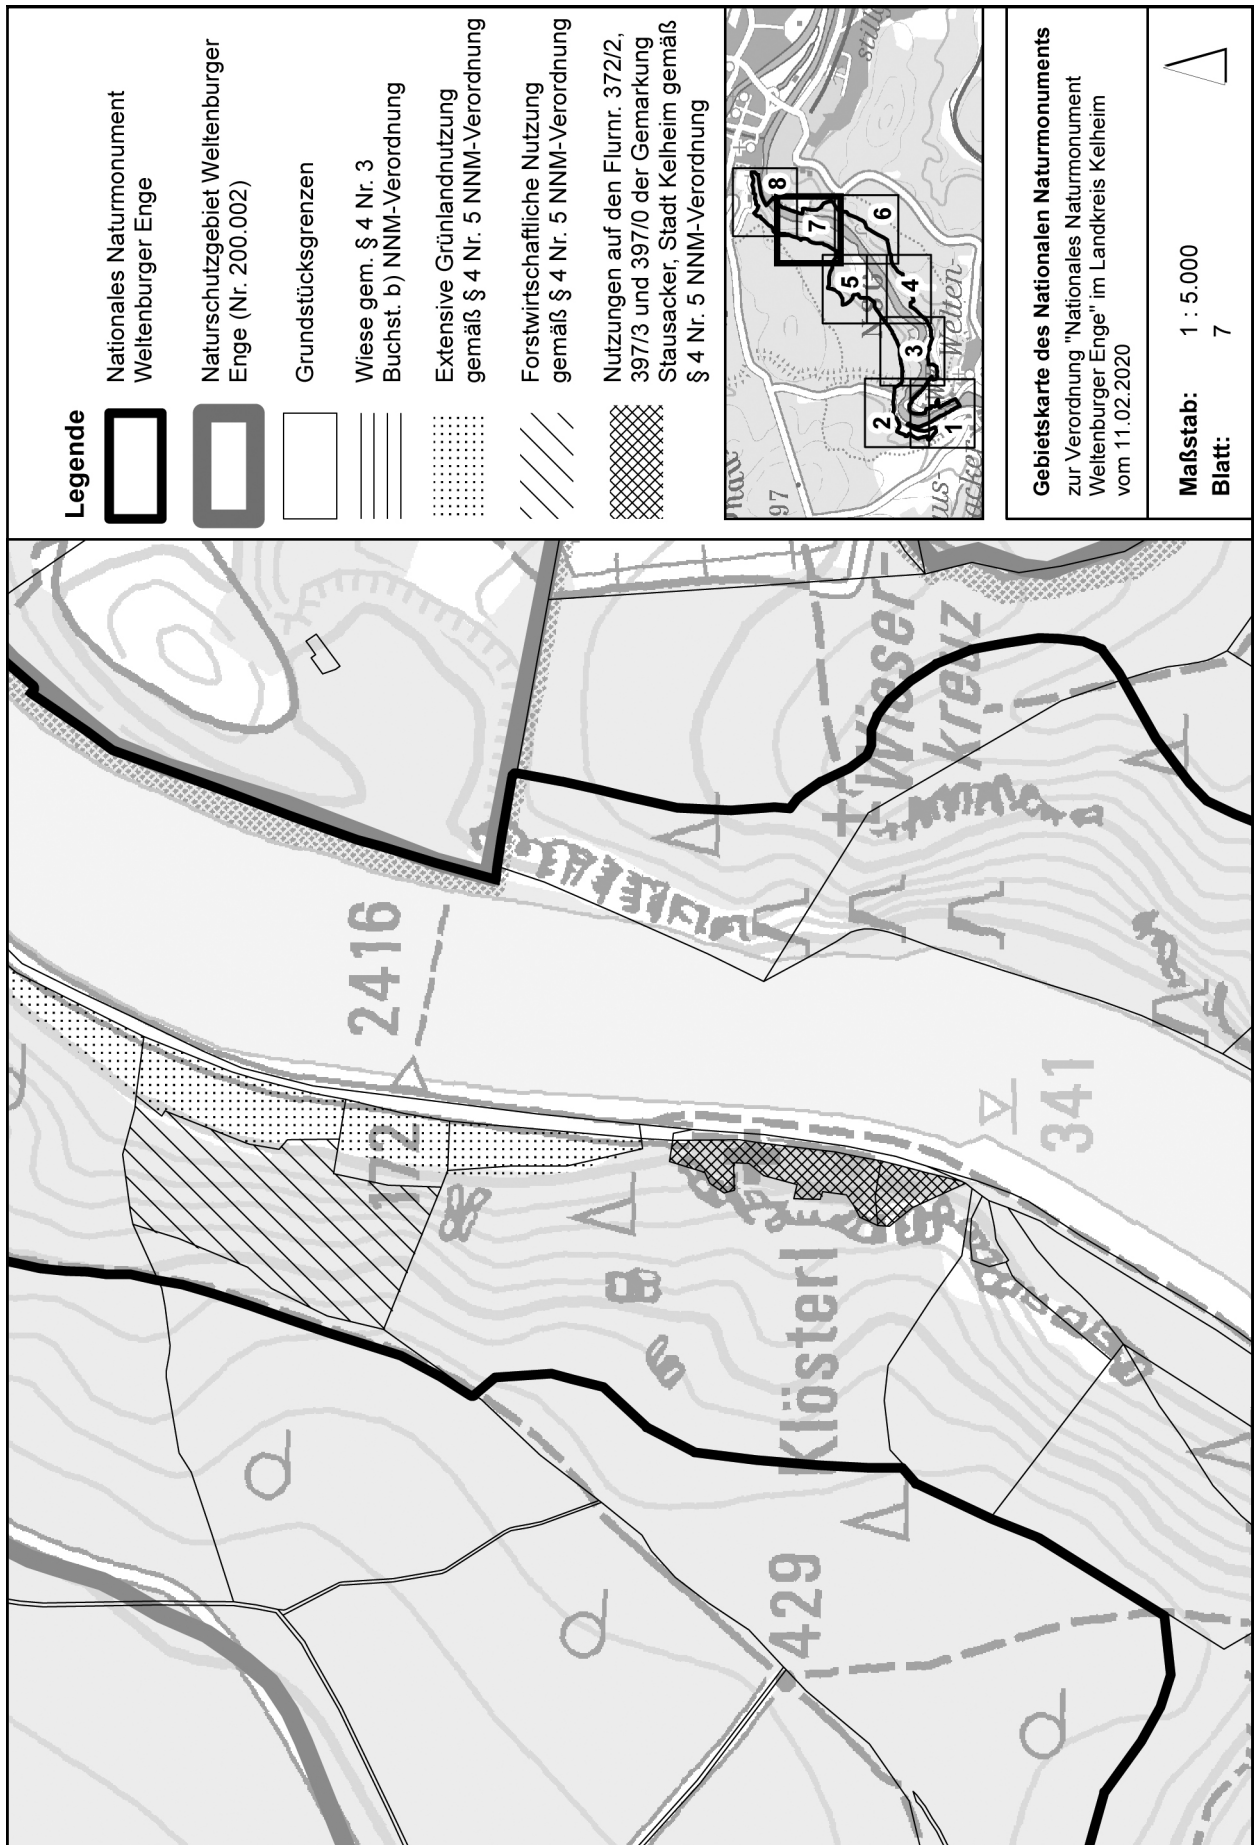 Legende
Nationales Naturmonument
Weltenburger Enge
Naturschutzgebiet Weltenburger
Enge (Nr. 200.002)
Grundstücksgrenzen
Wiese gem. § 4 Nr. 3
Buchst. b) NNM-Verordnung
Extensive Grünlandnutzung
gemäß § 4 Nr. 5 NNM-Verordnung
Forstwirtschaftliche Nutzung
gemäß § 4 Nr. 5 NNM-Verordnung
Nutzungen auf den Flurnr. 372/2,
397/3 und 397/0 der Gemarkung
Stausacker, Stadt Kelheim gemäß
§ 4 Nr. 5 NNM-Verordnung
97
stillg
8
7
6
5
4
3
2
1
Welten-
us-
acker
Gebietskarte des Nationalen Naturmonuments
zur Verordnung "Nationales Naturmonument
Weltenburger Enge" im Landkreis Kelheim
vom 11.02.2020
Maßstab: 1 : 5.000
Blatt: 7
2416
172
Wieser-
kreuz
341
Klösterl
429